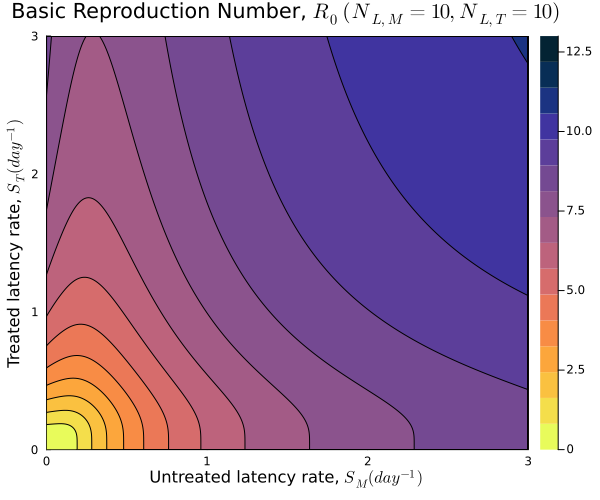 Basic Reproduction Number, $R_0$ ($N_{L,M} = 10, N_{L,T} = 10$)
Treated latency rate, $S_T(day^{-1})$
3
2
1
0
0 1 2 3
Untreated latency rate, $S_M(day^{-1})$
12.5
10.0
7.5
5.0
2.5
0